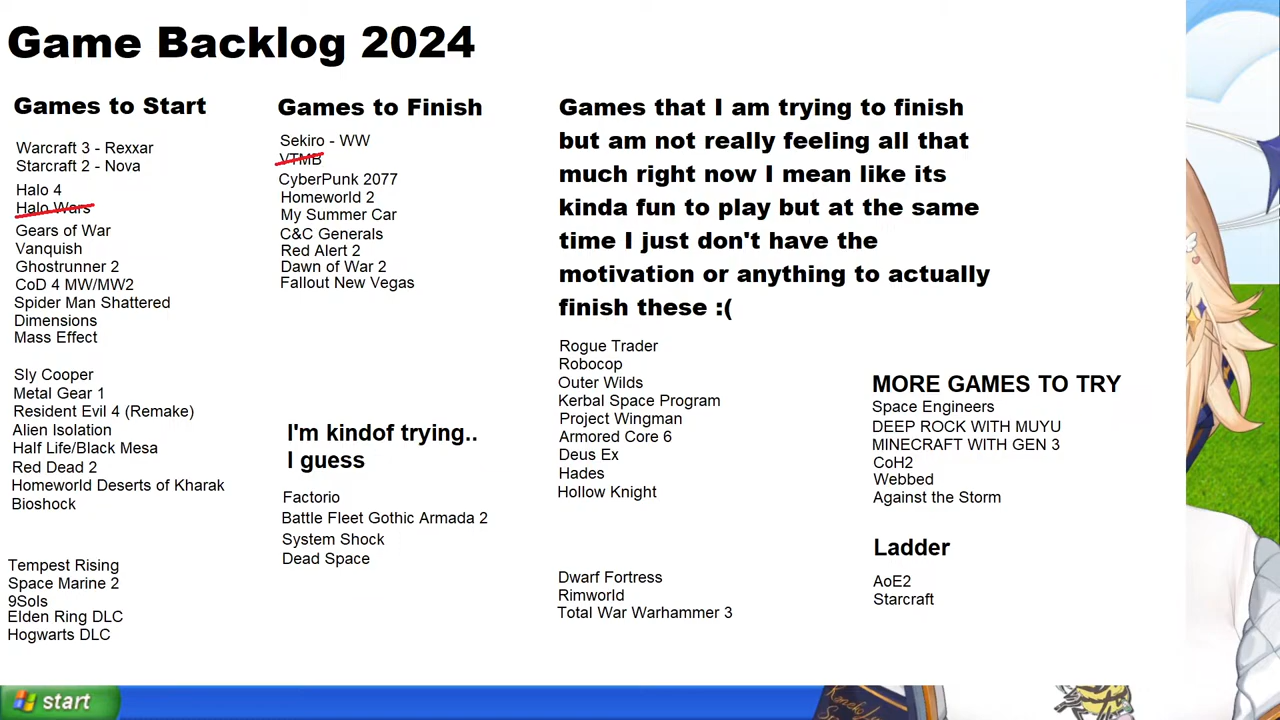 Game Backlog 2024
Games to Start
Warcraft 3 - Rexxar
Starcraft 2 - Nova
Halo 4
Halo Wars
Gears of War
Vanquish
Ghostrunner 2
CoD 4 MW/MW2
Spider Man Shattered
Dimensions
Mass Effect
Sly Cooper
Metal Gear 1
Resident Evil 4 (Remake)
Alien Isolation
Half Life/Black Mesa
Red Dead 2
Homeworld Deserts of Kharak
Bioshock
Tempest Rising
Space Marine 2
9Sols
Elden Ring DLC
Hogwarts DLC
Games to Finish
Sekiro - WW
VTMB
CyberPunk 2077
Homeworld 2
My Summer Car
C&C Generals
Red Alert 2
Dawn of War 2
Fallout New Vegas
I'm kindof trying..
I guess
Factorio
Battle Fleet Gothic Armada 2
System Shock
Dead Space
Games that I am trying to finish
but am not really feeling all that
much right now I mean like its
kinda fun to play but at the same
time I just don't have the
motivation or anything to actually
finish these :(
Rogue Trader
Robocop
Outer Wilds
Kerbal Space Program
Project Wingman
Armored Core 6
Deus Ex
Hades
Hollow Knight
Dwarf Fortress
Rimworld
Total War Warhammer 3
MORE GAMES TO TRY
Space Engineers
DEEP ROCK WITH MUYU
MINECRAFT WITH GEN 3
CoH2
Webbed
Against the Storm
Ladder
AoE2
Starcraft
start